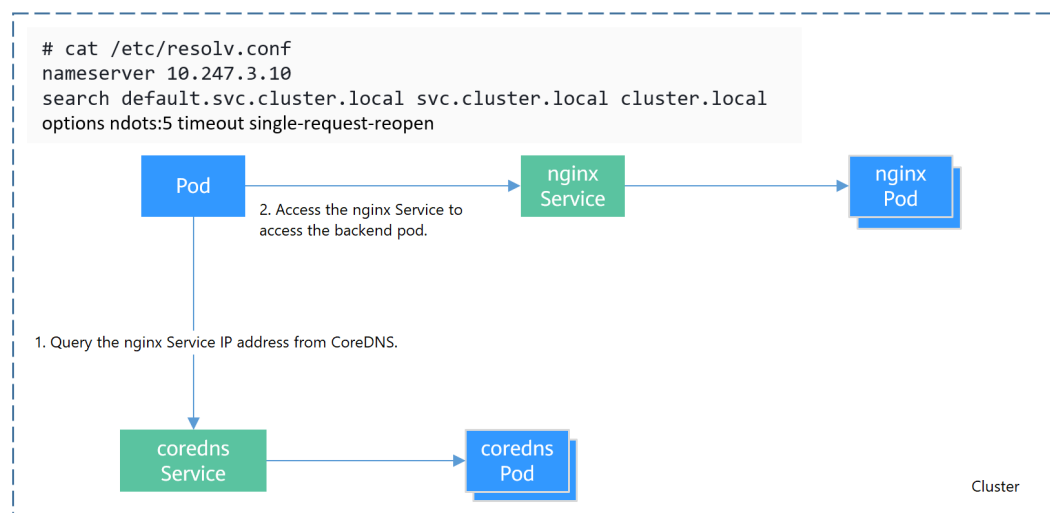 # cat /etc/resolv.conf
nameserver 10.247.3.10
search default.svc.cluster.local svc.cluster.local cluster.local
options ndots:5 timeout single-request-reopen
Pod
nginx
Service
nginx
Pod
2. Access the nginx Service to
access the backend pod.
1. Query the nginx Service IP address from CoreDNS.
coredns
Service
coredns
Pod
Cluster